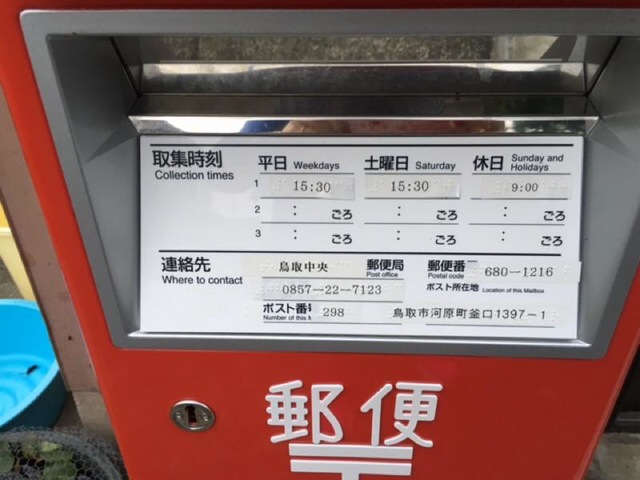 取集時刻 平日 Weekdays 土曜日 Saturday 休日 Sunday and Holidays
Collection times
1 15:30 15:30 9:00
2 : ごろ : ごろ : ごろ
3 : ごろ : ごろ : ごろ
連絡先 鳥取中央 郵便局 Post office 郵便番 Postal code 680-1216
Where to contact 0857-22-7123 ポスト所在地 Location of this Mailbox
ポスト番号 Number of this M 298 鳥取市河原町釜口1397-1
郵便
〒